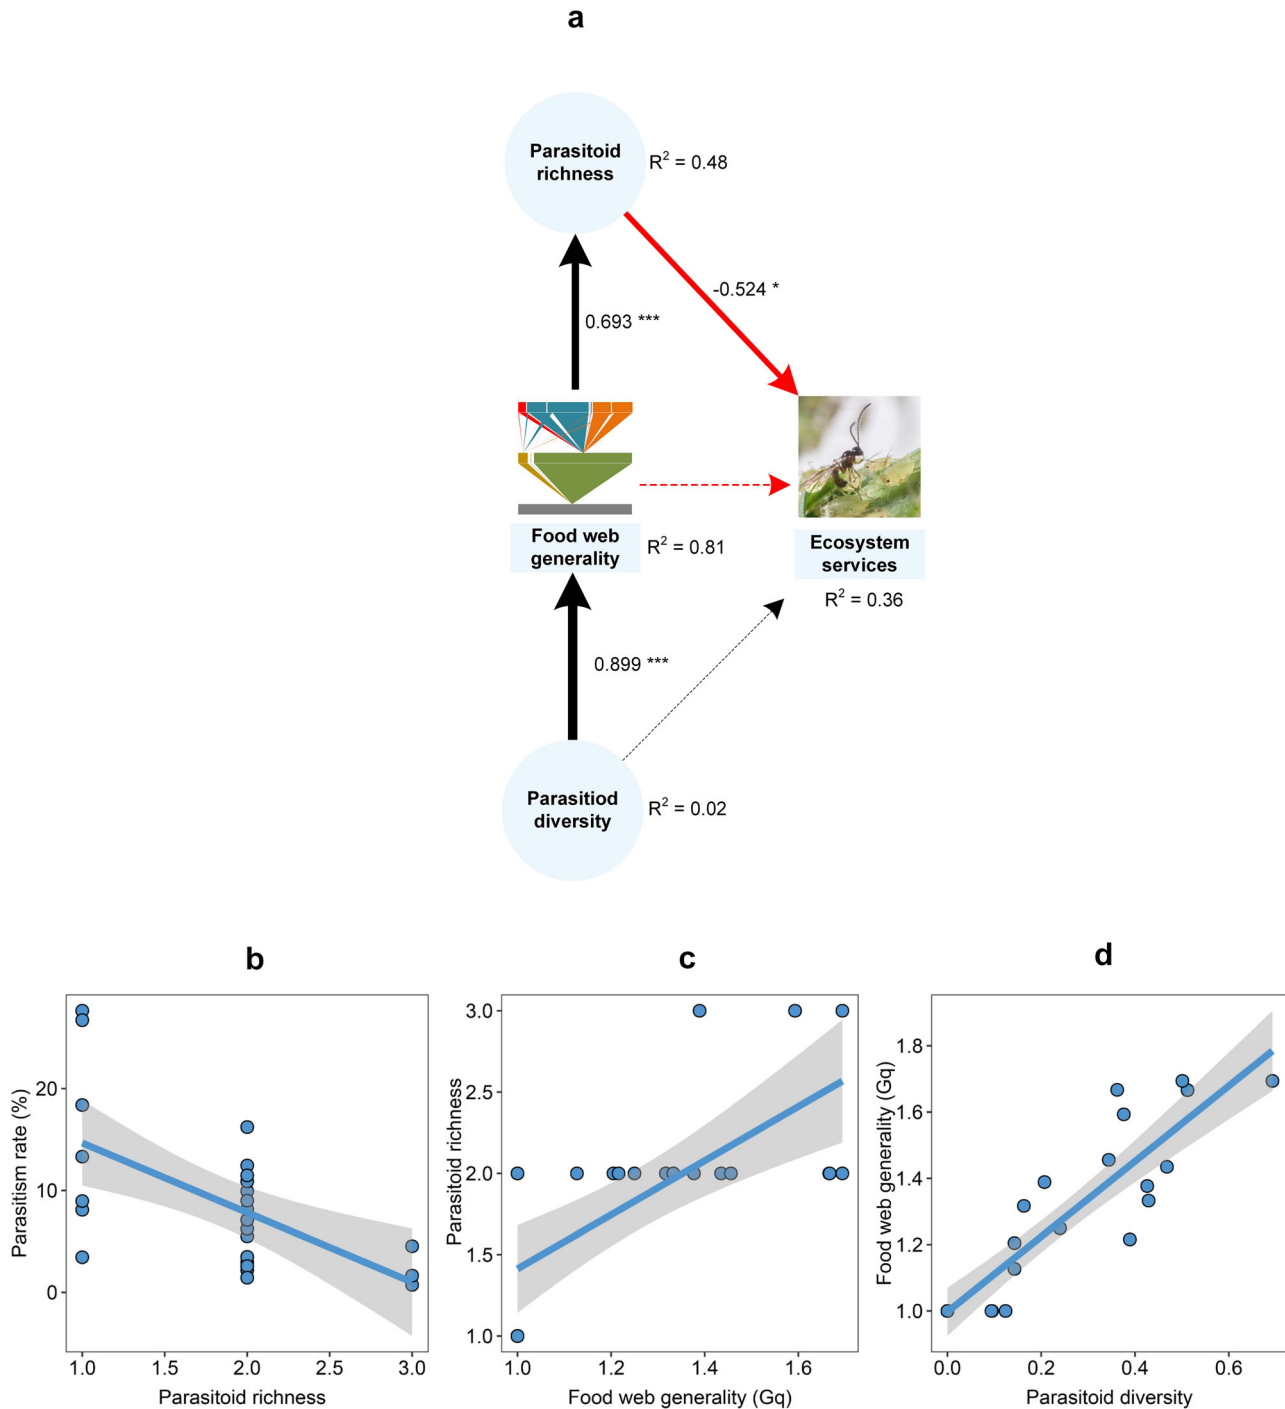 a
Parasitoid
richness
R² = 0.48
-0.524 *
0.693 ***
Food web
generality
R² = 0.81
Ecosystem
services
R² = 0.36
0.899 ***
Parasitiod
diversity
R² = 0.02
b
Parasitism rate (%)
20
10
0
1.0 1.5 2.0 2.5 3.0
Parasitoid richness
c
Parasitoid richness
3.0
2.5
2.0
1.5
1.0
1.0 1.2 1.4 1.6
Food web generality (Gq)
d
Food web generality (Gq)
1.8
1.6
1.4
1.2
1.0
0.0 0.2 0.4 0.6
Parasitoid diversity